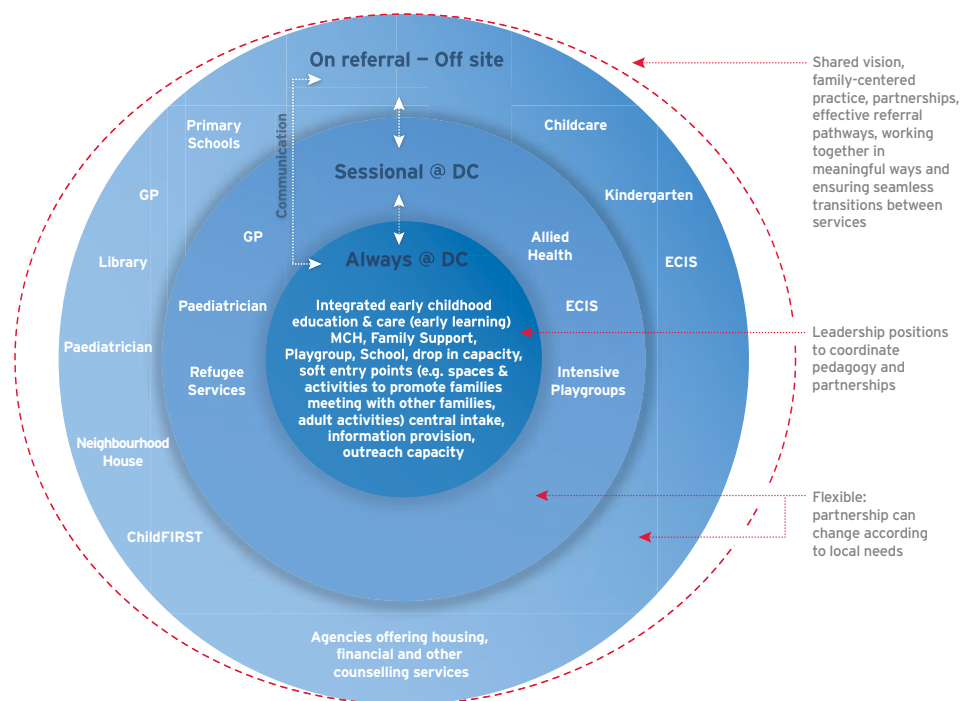 On referral – Off site
Communication
Primary
Schools
GP
Library
Paediatrician
Neighbourhood
House
ChildFIRST
Agencies offering housing,
financial and other
counselling services
Childcare
Kindergarten
ECIS
Sessional @ DC
GP
Paediatrician
Refugee
Services
Allied
Health
ECIS
Intensive
Playgroups
Always @ DC
Integrated early childhood
education & care (early learning)
MCH, Family Support,
Playgroup, School, drop in capacity,
soft entry points (e.g. spaces &
activities to promote families
meeting with other families,
adult activities) central intake,
information provision,
outreach capacity
Shared vision,
family-centered
practice, partnerships,
effective referral
pathways, working
together in
meaningful ways and
ensuring seamless
transitions between
services
Leadership positions
to coordinate
pedagogy and
partnerships
Flexible:
partnership can
change according
to local needs